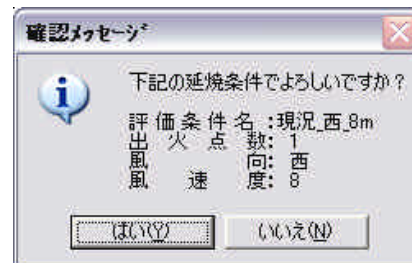 確認ﾒｯｾｰｼﾞ
下記の延焼条件でよろしいですか?
評価条件名:現況_西_8m
出火点数:1
風向:西
風速度:8
はい(Y)
いいえ(N)